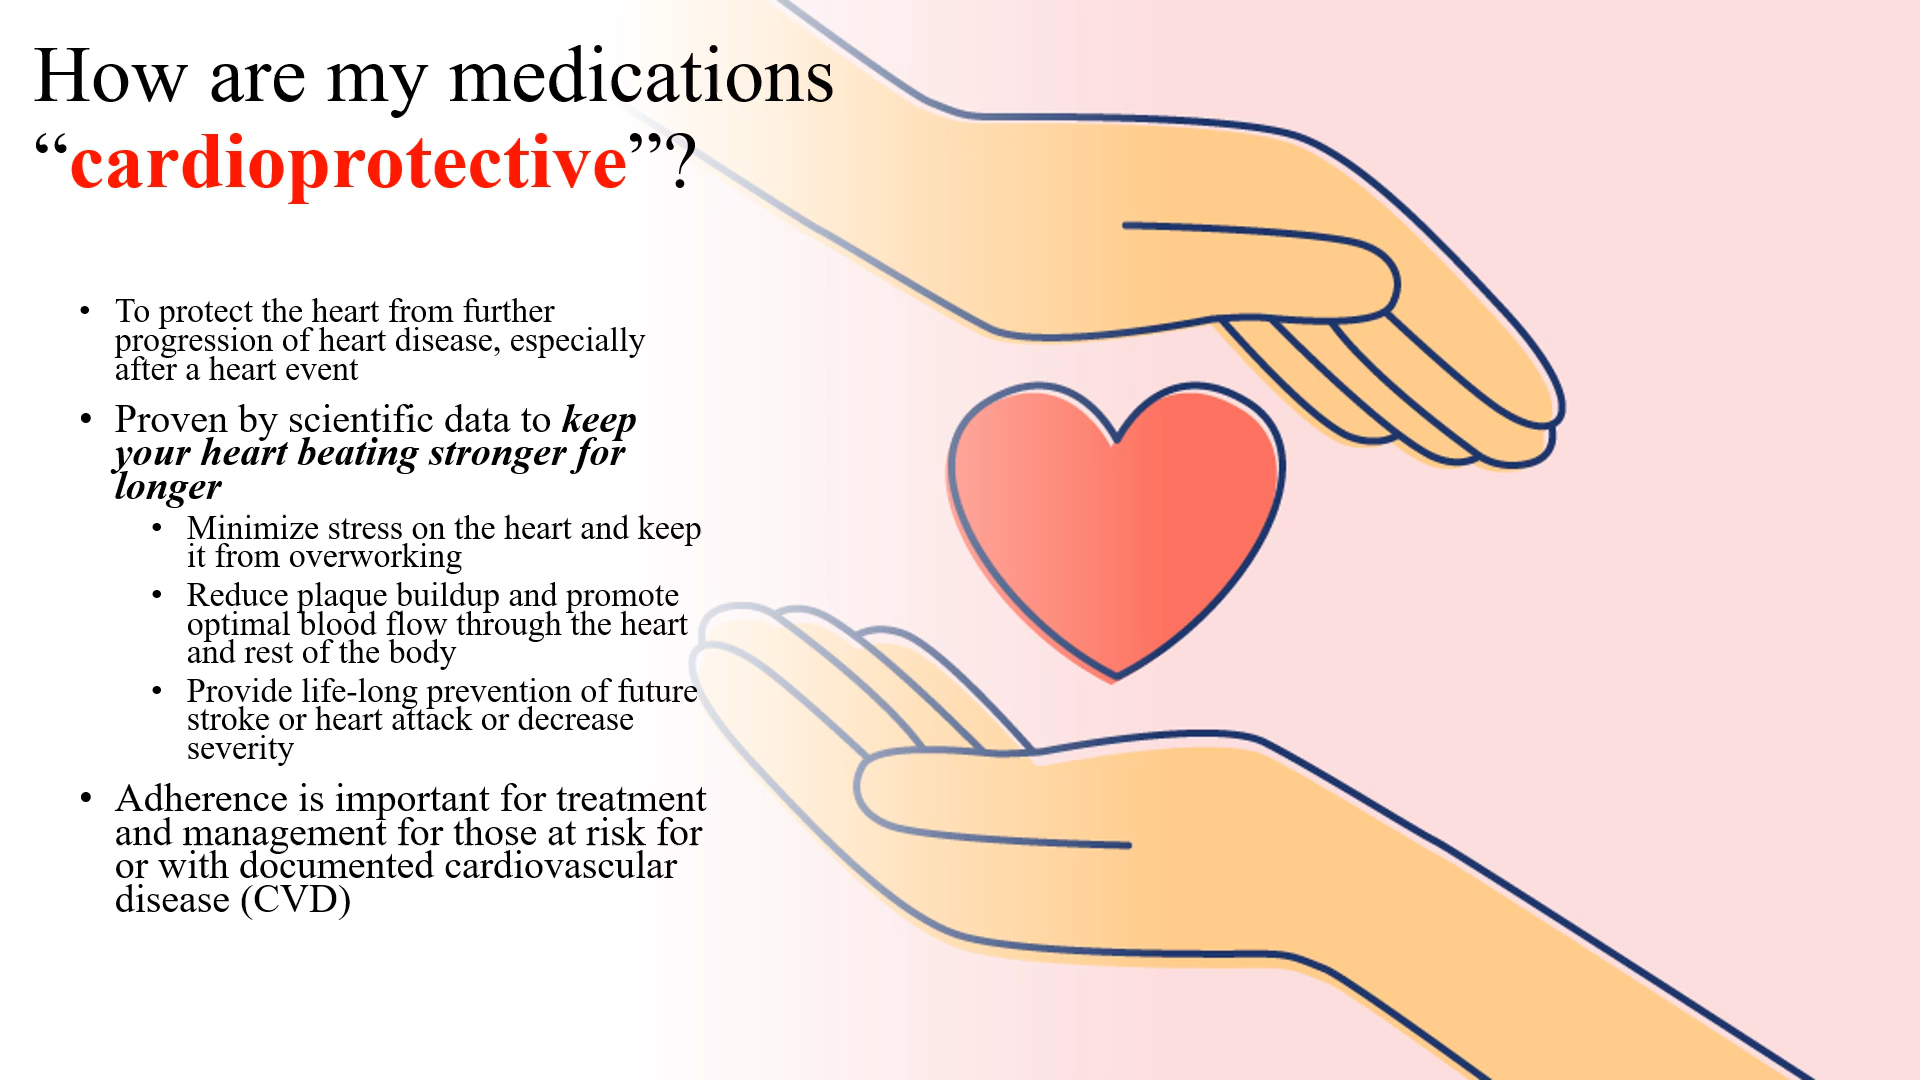 How are my medications
“cardioprotective”?
• To protect the heart from further
progression of heart disease, especially
after a heart event
• Proven by scientific data to keep
your heart beating stronger for
longer
• Minimize stress on the heart and keep
it from overworking
• Reduce plaque buildup and promote
optimal blood flow through the heart
and rest of the body
• Provide life-long prevention of future
stroke or heart attack or decrease
severity
• Adherence is important for treatment
and management for those at risk for
or with documented cardiovascular
disease (CVD)